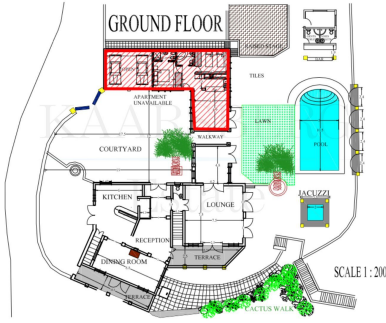 GROUND FLOOR
TILES
APARTMENT
UNAVAILABLE
LAWN
WALKWAY
COURTYARD
POOL
KITCHEN
LOUNGE
JACUZZI
RECEPTION
TERRACE
DINING ROOM
SCALE 1 : 200
TERRACE
CACTUS WALK